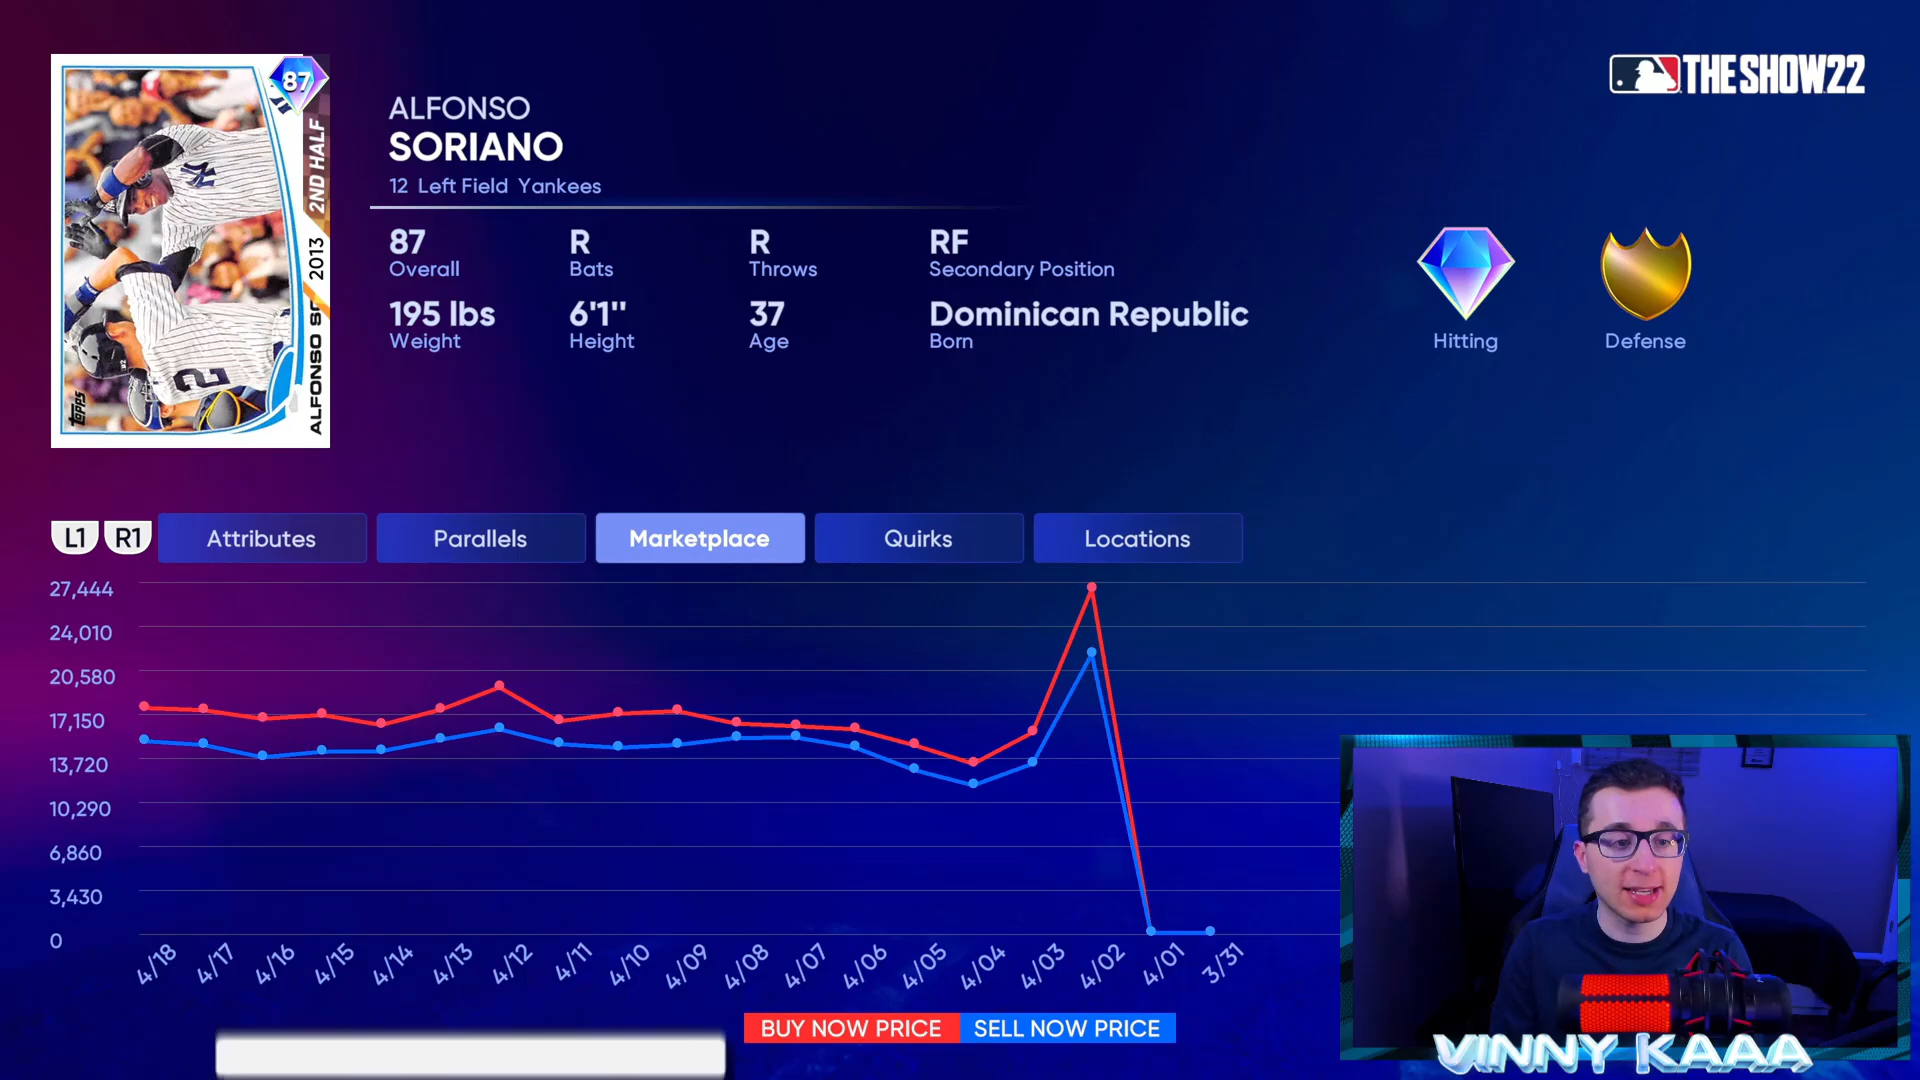 87
2ND HALF
2013
ALFONSO SO
Topps
NY
2
THE SHOW22
ALFONSO
SORIANO
12 Left Field Yankees
87
Overall
R
Bats
R
Throws
RF
Secondary Position
195 lbs
Weight
6'1"
Height
37
Age
Dominican Republic
Born
Hitting
Defense
L1 R1 Attributes Parallels Marketplace Quirks Locations
27,444
24,010
20,580
17,150
13,720
10,290
6,860
3,430
0
4/18 4/17 4/16 4/15 4/14 4/13 4/12 4/11 4/10 4/09 4/08 4/07 4/06 4/05 4/04 4/03 4/02 4/01 3/31
BUY NOW PRICE SELL NOW PRICE
VINNY KAAA